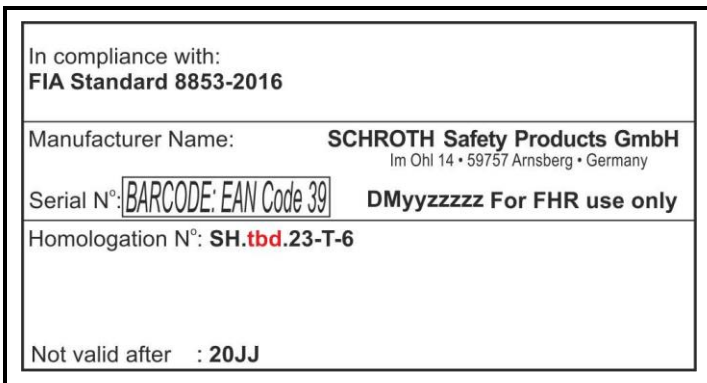 In compliance with:
FIA Standard 8853-2016
Manufacturer Name: SCHROTH Safety Products GmbH
Im Ohl 14 • 59757 Arnsberg • Germany
Serial N°: BARCODE: EAN Code 39 DMyyzzzzz For FHR use only
Homologation N°: SH.tbd.23-T-6
Not valid after : 20JJ